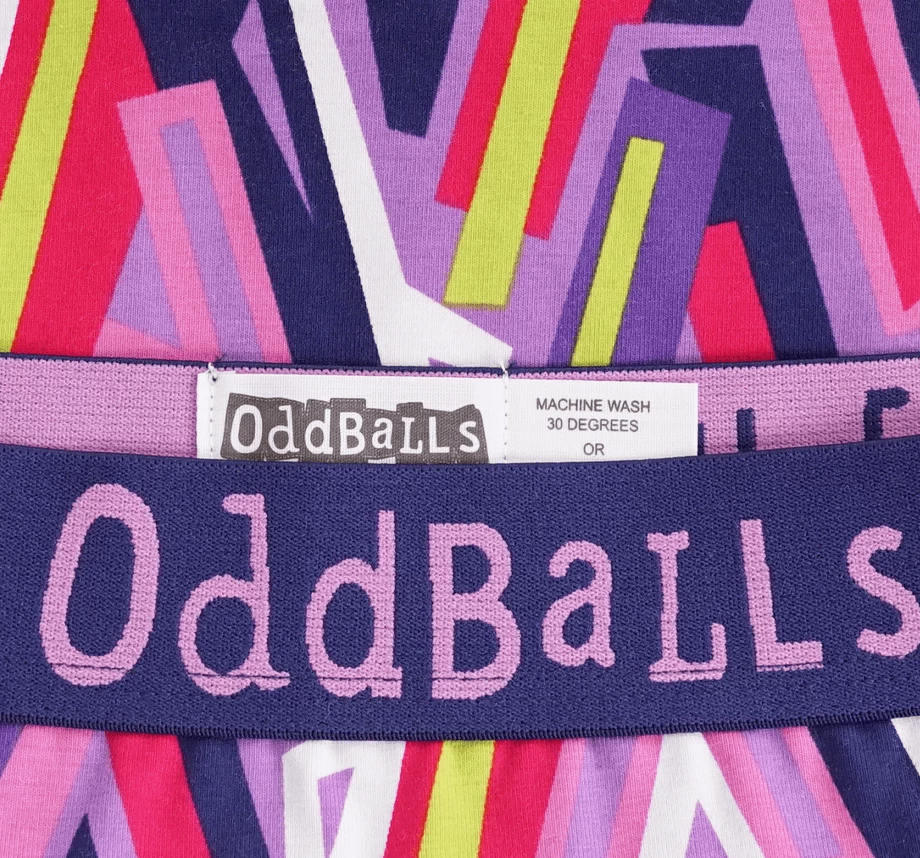 OddBaLLs
MACHINE WASH
30 DEGREES
OR
OddBaLLs